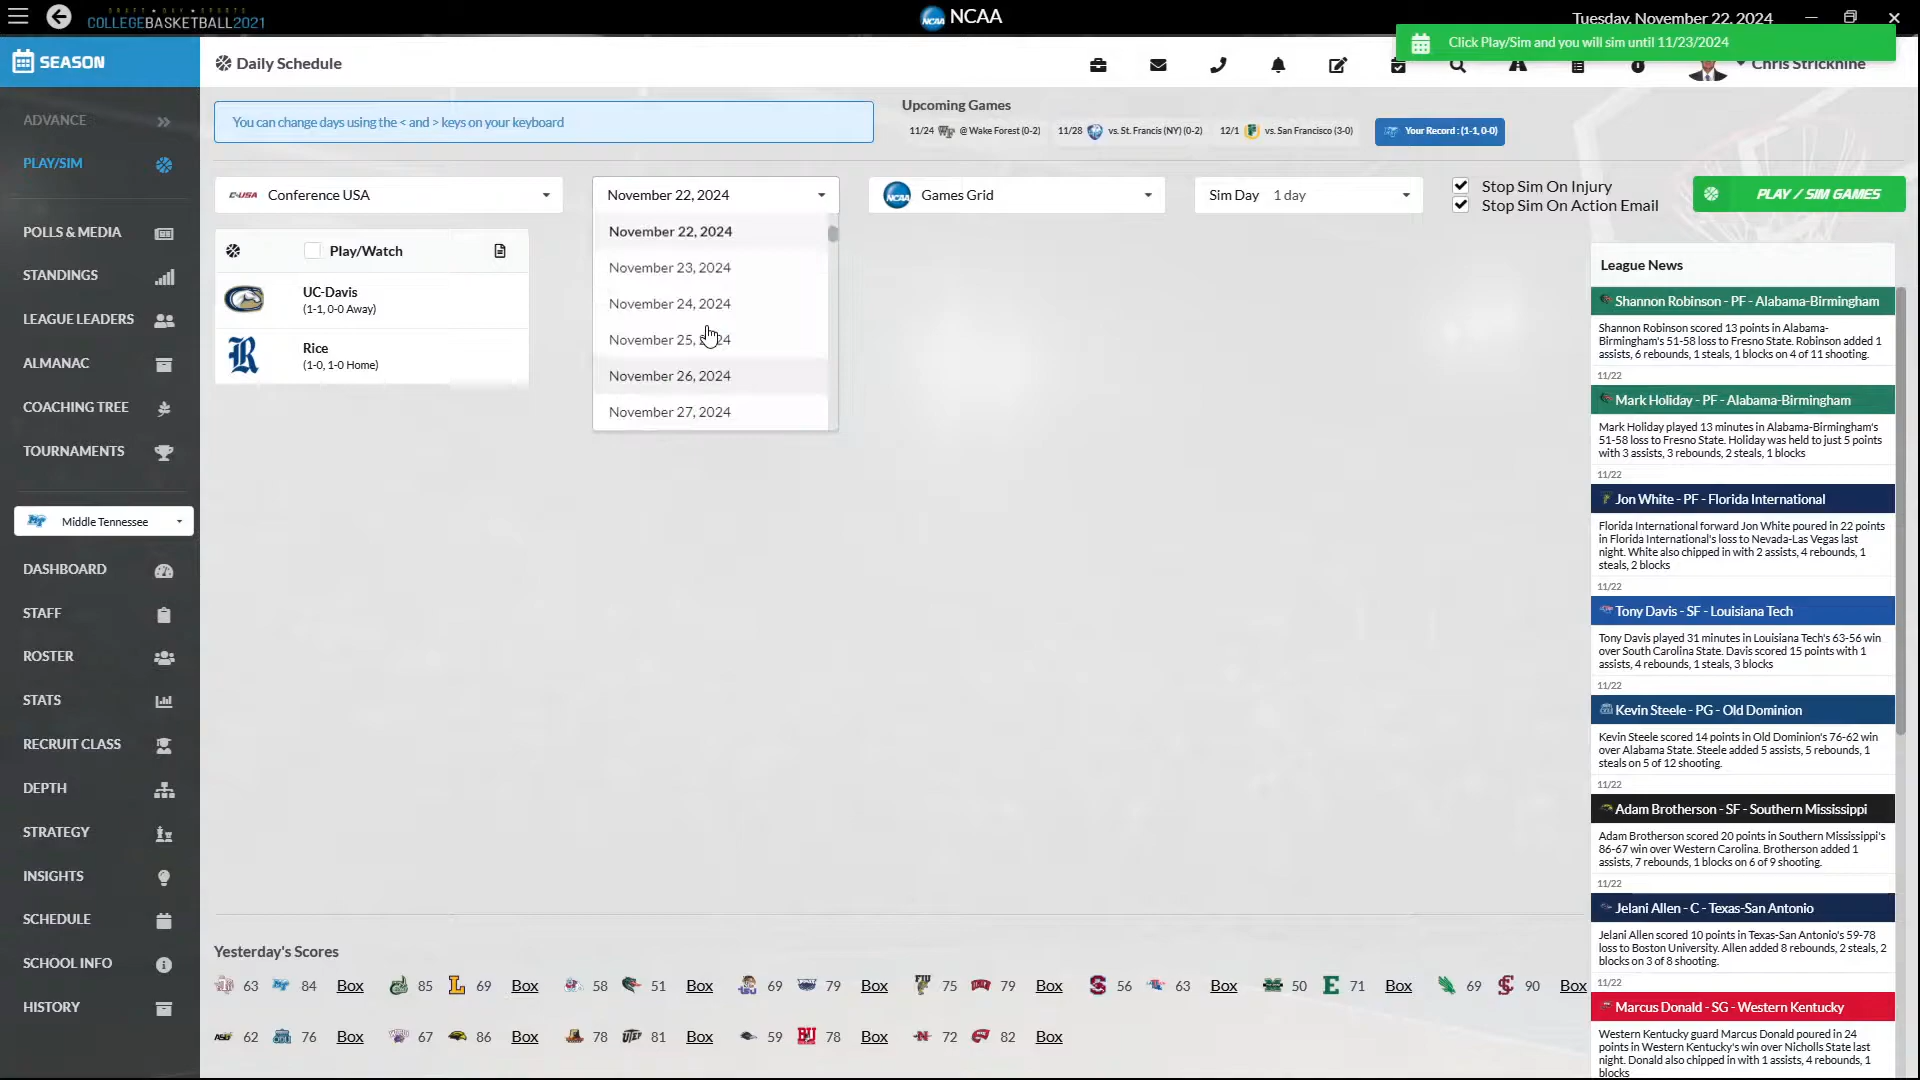 DRAFT • DAY • SPORTS
COLLEGEBASKETBALL2021
NCAA
Tuesday, November 22, 2024
Click Play/Sim and you will sim until 11/23/2024
SEASON
Daily Schedule
Chris Stricknine
ADVANCE
PLAY/SIM
POLLS & MEDIA
STANDINGS
LEAGUE LEADERS
ALMANAC
COACHING TREE
TOURNAMENTS
Middle Tennessee
DASHBOARD
STAFF
ROSTER
STATS
RECRUIT CLASS
DEPTH
STRATEGY
INSIGHTS
SCHEDULE
SCHOOL INFO
HISTORY
You can change days using the < and > keys on your keyboard
Upcoming Games
11/24 @ Wake Forest (0-2) 11/28 vs. St. Francis (NY) (0-2) 12/1 vs. San Francisco (3-0) Your Record : (1-1, 0-0)
Conference USA
November 22, 2024
Games Grid
Sim Day 1 day
Stop Sim On Injury
Stop Sim On Action Email
PLAY / SIM GAMES
Play/Watch
UC-Davis
(1-1, 0-0 Away)
Rice
(1-0, 1-0 Home)
November 22, 2024
November 23, 2024
November 24, 2024
November 25, 2024
November 26, 2024
November 27, 2024
League News
Shannon Robinson - PF - Alabama-Birmingham
Shannon Robinson scored 13 points in Alabama-
Birmingham's 51-58 loss to Fresno State. Robinson added 1
assists, 6 rebounds, 1 steals, 1 blocks on 4 of 11 shooting.
11/22
Mark Holiday - PF - Alabama-Birmingham
Mark Holiday played 13 minutes in Alabama-Birmingham's
51-58 loss to Fresno State. Holiday was held to just 5 points
with 3 assists, 3 rebounds, 2 steals, 1 blocks
11/22
Jon White - PF - Florida International
Florida International forward Jon White poured in 22 points
in Florida International's loss to Nevada-Las Vegas last
night. White also chipped in with 2 assists, 4 rebounds, 1
steals, 2 blocks
11/22
Tony Davis - SF - Louisiana Tech
Tony Davis played 31 minutes in Louisiana Tech's 63-56 win
over South Carolina State. Davis scored 15 points with 1
assists, 4 rebounds, 1 steals, 3 blocks
11/22
Kevin Steele - PG - Old Dominion
Kevin Steele scored 14 points in Old Dominion's 76-62 win
over Alabama State. Steele added 5 assists, 5 rebounds, 1
steals on 5 of 12 shooting.
11/22
Adam Brotherson - SF - Southern Mississippi
Adam Brotherson scored 20 points in Southern Mississippi's
86-67 win over Western Carolina. Brotherson added 1
assists, 7 rebounds, 1 blocks on 6 of 9 shooting.
11/22
Jelani Allen - C - Texas-San Antonio
Jelani Allen scored 10 points in Texas-San Antonio's 59-78
loss to Boston University. Allen added 8 rebounds, 2 steals, 2
blocks on 3 of 8 shooting.
11/22
Marcus Donald - SG - Western Kentucky
Western Kentucky guard Marcus Donald poured in 24
points in Western Kentucky's win over Nicholls State last
night. Donald also chipped in with 1 assists, 4 rebounds, 1
blocks
Yesterday's Scores
63 84 Box 85 69 Box 58 51 Box 69 79 Box 75 79 Box 56 63 Box 50 71 Box 69 90 Box
62 76 Box 67 86 Box 78 81 Box 59 78 Box 72 82 Box